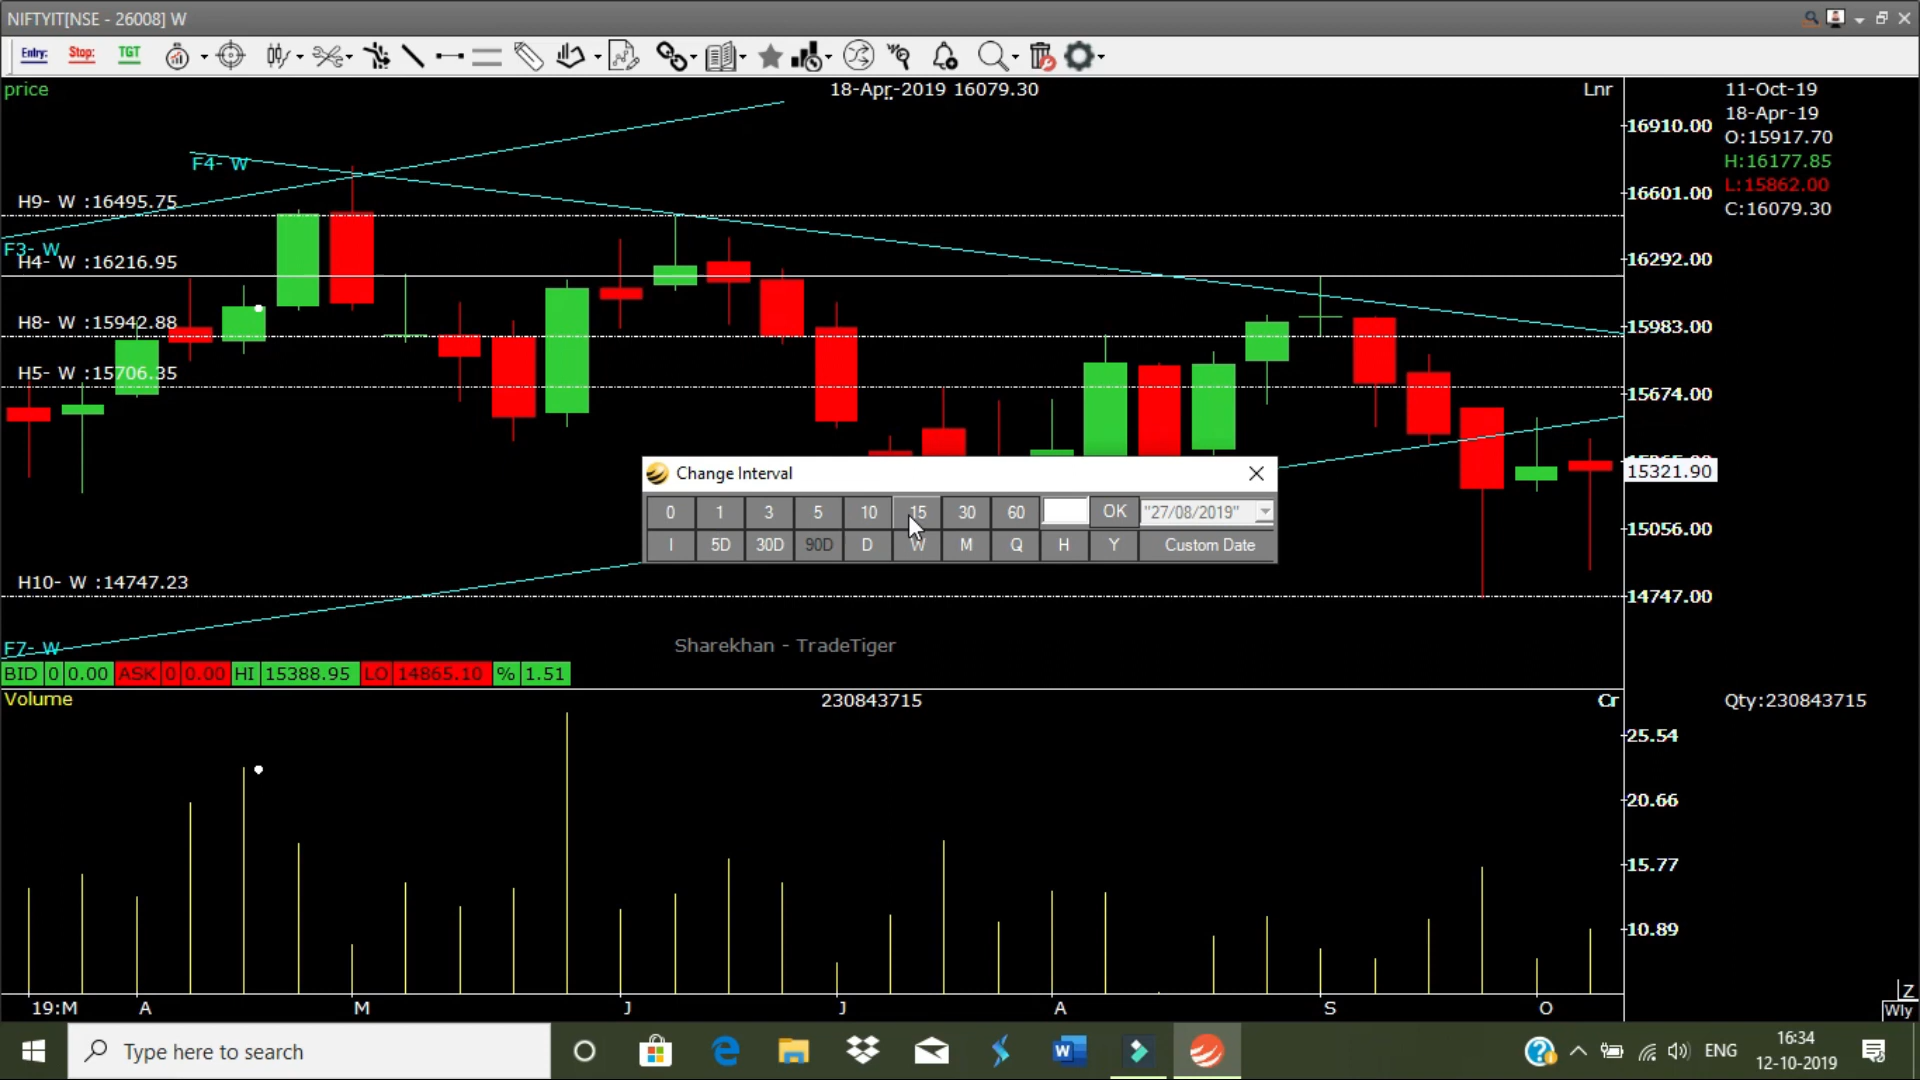 NIFTYIT[NSE - 26008] W
Entry: Stop: TGT
price 18-Apr-2019 16079.30 Lnr
11-Oct-19
18-Apr-19
O:15917.70
H:16177.85
L:15862.00
C:16079.30
16910.00
16601.00
16292.00
15983.00
15674.00
15321.90
15056.00
14747.00
F4- W
H9- W :16495.75
F3- W
H4- W :16216.95
H8- W :15942.88
H5- W :15706.35
Change Interval
0 1 3 5 10 15 30 60 OK "27/08/2019"
I 5D 30D 90D D W M Q H Y Custom Date
H10- W :14747.23
F7- W
Sharekhan - TradeTiger
BID 0 0.00 ASK 0 0.00 HI 15388.95 LO 14865.10 % 1.51
Volume 230843715 Cr Qty:230843715
25.54
20.66
15.77
10.89
19:M A M J J A S O
Z
Wly
Type here to search
ENG
16:34
12-10-2019